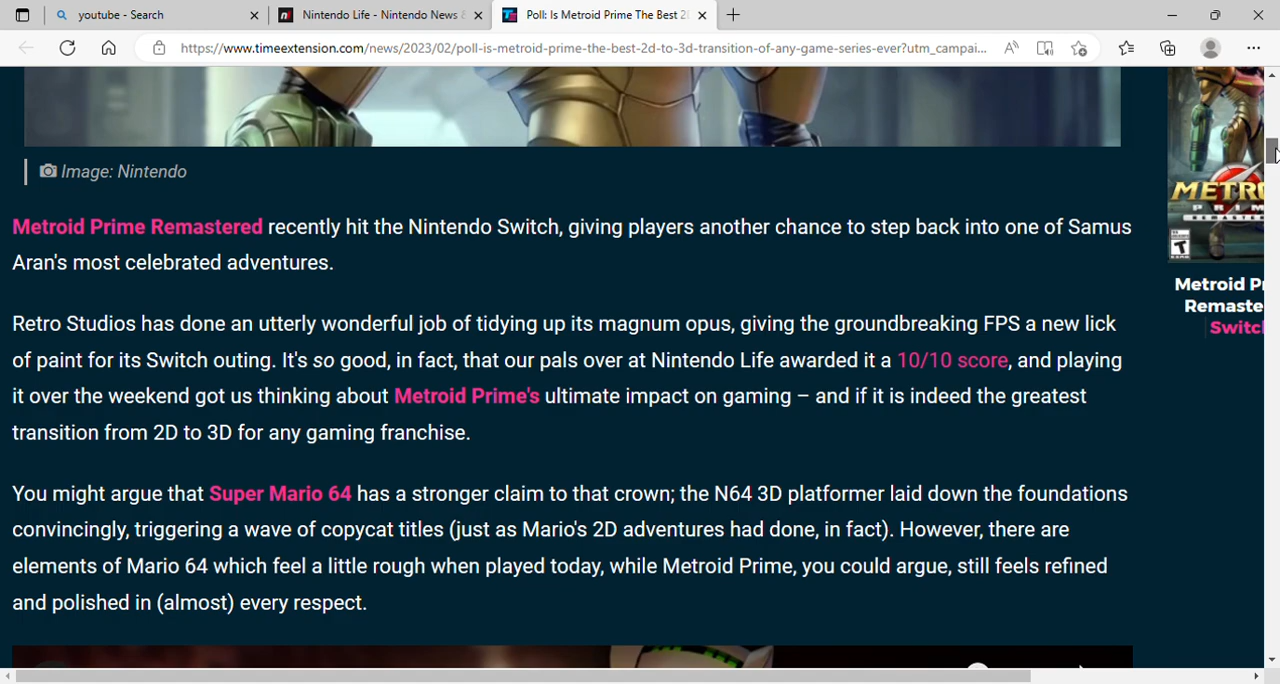 youtube - Search
Nintendo Life - Nintendo News &
Poll: Is Metroid Prime The Best 2
https://www.timeextension.com/news/2023/02/poll-is-metroid-prime-the-best-2d-to-3d-transition-of-any-game-series-ever?utm_campai...
Image: Nintendo
Metroid Prime Remastered recently hit the Nintendo Switch, giving players another chance to step back into one of Samus
Aran's most celebrated adventures.
Retro Studios has done an utterly wonderful job of tidying up its magnum opus, giving the groundbreaking FPS a new lick
of paint for its Switch outing. It's so good, in fact, that our pals over at Nintendo Life awarded it a 10/10 score, and playing
it over the weekend got us thinking about Metroid Prime's ultimate impact on gaming – and if it is indeed the greatest
transition from 2D to 3D for any gaming franchise.
You might argue that Super Mario 64 has a stronger claim to that crown; the N64 3D platformer laid down the foundations
convincingly, triggering a wave of copycat titles (just as Mario's 2D adventures had done, in fact). However, there are
elements of Mario 64 which feel a little rough when played today, while Metroid Prime, you could argue, still feels refined
and polished in (almost) every respect.
METRO
PRIM
T
Metroid Pr
Remaste
Switc